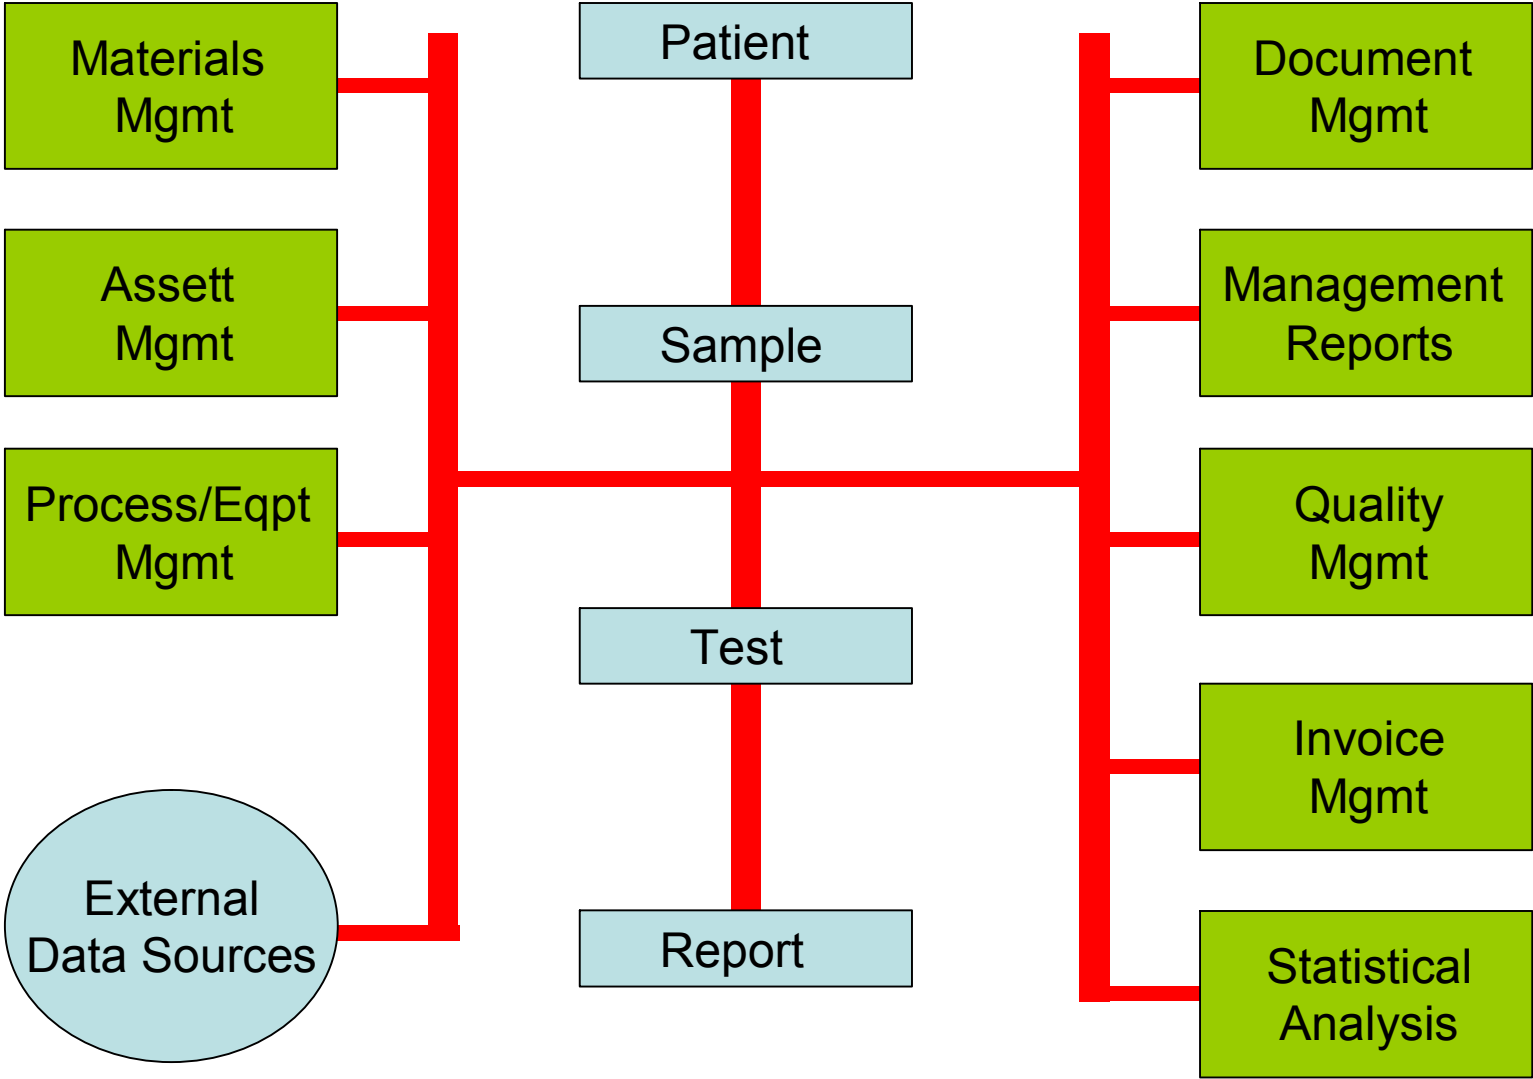 Materials
Mgmt
Assett
Mgmt
Process/Eqpt
Mgmt
External
Data Sources
Patient
Sample
Test
Report
Document
Mgmt
Management
Reports
Quality
Mgmt
Invoice
Mgmt
Statistical
Analysis